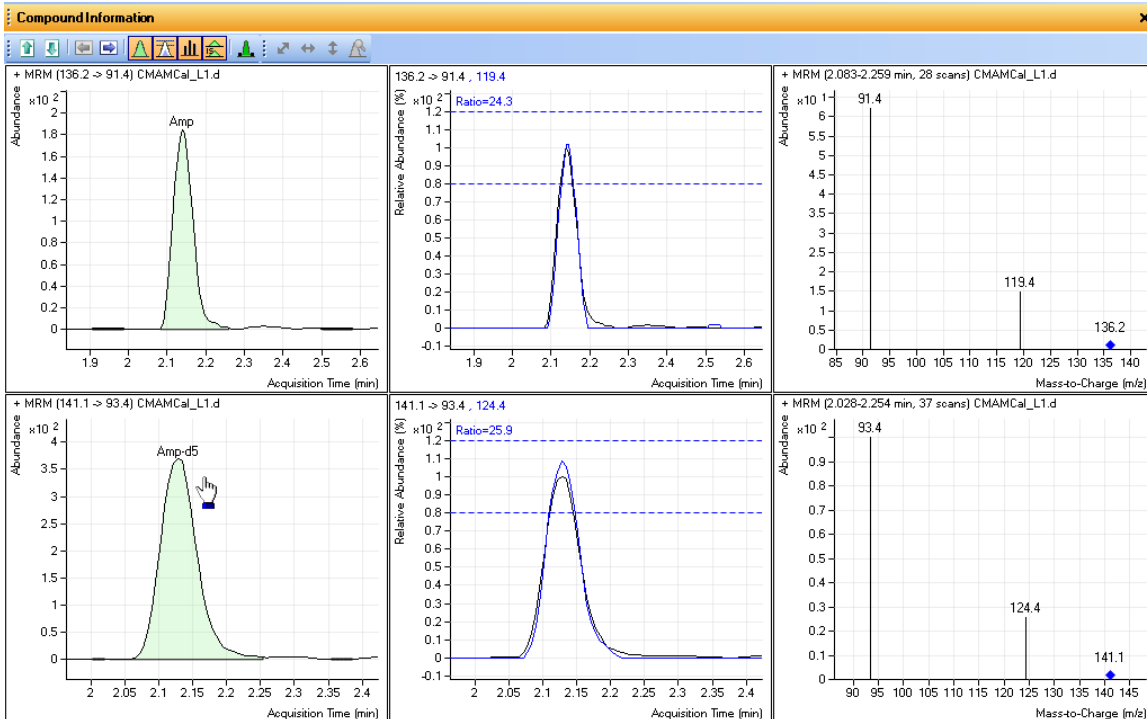 Compound Information
+ MRM (136.2 -> 91.4) CMAMCal_L1.d
Abundance
x10 2
Amp
1.8
1.6
1.4
1.2
1
0.8
0.6
0.4
0.2
0
1.9 2 2.1 2.2 2.3 2.4 2.5 2.6
Acquisition Time (min)
136.2 -> 91.4 , 119.4
Relative Abundance (%)
x10 2
Ratio=24.3
1.2
1.1
1
0.9
0.8
0.7
0.6
0.5
0.4
0.3
0.2
0.1
0
-0.1
1.9 2 2.1 2.2 2.3 2.4 2.5 2.6
Acquisition Time (min)
+ MRM (2.083-2.259 min, 28 scans) CMAMCal_L1.d
Abundance
x10 1
91.4
6
5.5
5
4.5
4
3.5
3
2.5
2
1.5
1
0.5
0
119.4
136.2
85 90 95 100 105 110 115 120 125 130 135 140
Mass-to-Charge (m/z)
+ MRM (141.1 -> 93.4) CMAMCal_L1.d
Abundance
x10 2
Amp-d5
4
3.5
3
2.5
2
1.5
1
0.5
0
2 2.05 2.1 2.15 2.2 2.25 2.3 2.35 2.4
Acquisition Time (min)
141.1 -> 93.4 , 124.4
Relative Abundance (%)
x10 2
Ratio=25.9
1.2
1.1
1
0.9
0.8
0.7
0.6
0.5
0.4
0.3
0.2
0.1
0
-0.1
2 2.05 2.1 2.15 2.2 2.25 2.3 2.35 2.4
Acquisition Time (min)
+ MRM (2.028-2.254 min, 37 scans) CMAMCal_L1.d
Abundance
x10 2
93.4
0.9
0.8
0.7
0.6
0.5
0.4
0.3
0.2
0.1
0
124.4
141.1
90 95 100 105 110 115 120 125 130 135 140 145
Mass-to-Charge (m/z)